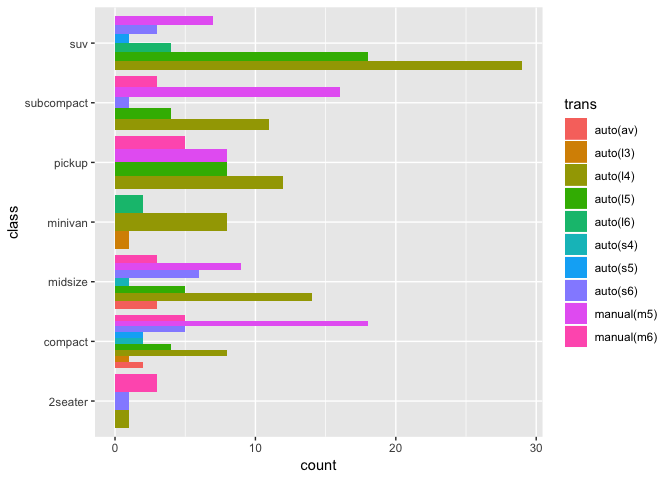 suv
subcompact
pickup
minivan
midsize
compact
2seater
class
0 10 20 30
count
trans
auto(av)
auto(l3)
auto(l4)
auto(l5)
auto(l6)
auto(s4)
auto(s5)
auto(s6)
manual(m5)
manual(m6)